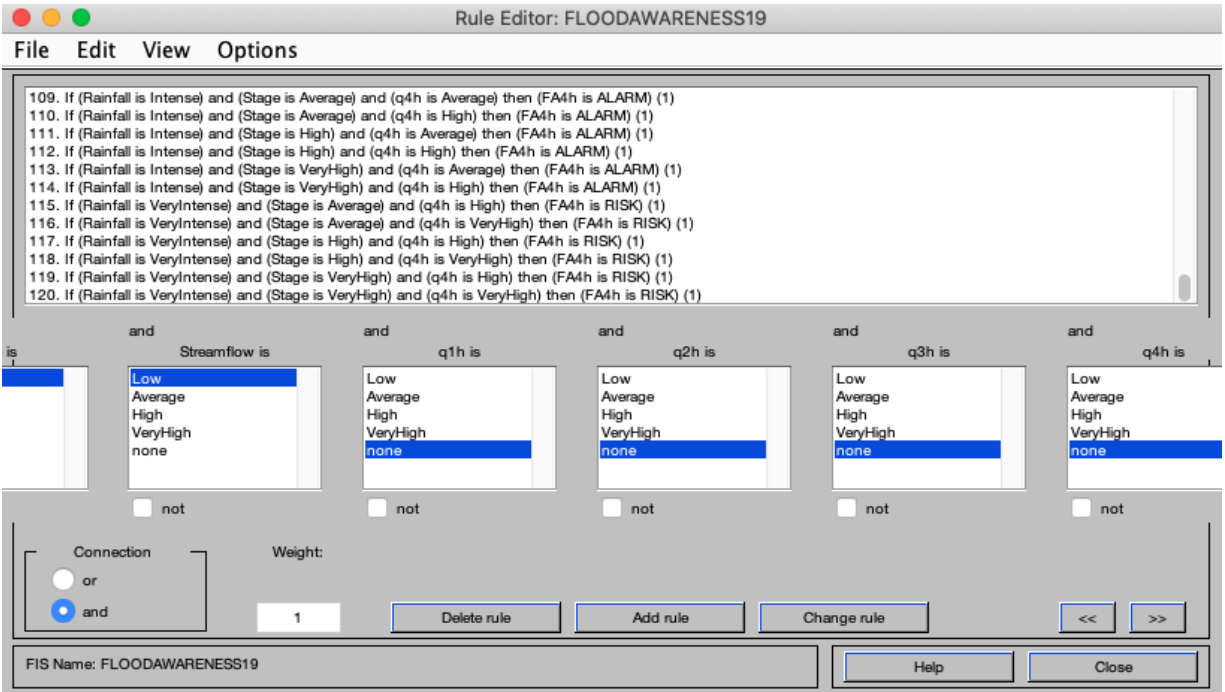 Rule Editor: FLOODAWARENESS19
File Edit View Options
109. If (Rainfall is Intense) and (Stage is Average) and (q4h is Average) then (FA4h is ALARM) (1)
110. If (Rainfall is Intense) and (Stage is Average) and (q4h is High) then (FA4h is ALARM) (1)
111. If (Rainfall is Intense) and (Stage is High) and (q4h is Average) then (FA4h is ALARM) (1)
112. If (Rainfall is Intense) and (Stage is High) and (q4h is High) then (FA4h is ALARM) (1)
113. If (Rainfall is Intense) and (Stage is VeryHigh) and (q4h is Average) then (FA4h is ALARM) (1)
114. If (Rainfall is Intense) and (Stage is VeryHigh) and (q4h is High) then (FA4h is ALARM) (1)
115. If (Rainfall is VeryIntense) and (Stage is Average) and (q4h is High) then (FA4h is RISK) (1)
116. If (Rainfall is VeryIntense) and (Stage is Average) and (q4h is VeryHigh) then (FA4h is RISK) (1)
117. If (Rainfall is VeryIntense) and (Stage is High) and (q4h is High) then (FA4h is RISK) (1)
118. If (Rainfall is VeryIntense) and (Stage is High) and (q4h is VeryHigh) then (FA4h is RISK) (1)
119. If (Rainfall is VeryIntense) and (Stage is VeryHigh) and (q4h is High) then (FA4h is RISK) (1)
120. If (Rainfall is VeryIntense) and (Stage is VeryHigh) and (q4h is VeryHigh) then (FA4h is RISK) (1)
and and and and and
is Streamflow is q1h is q2h is q3h is q4h is
Low Low Low Low Low
Average Average Average Average Average
High High High High High
VeryHigh VeryHigh VeryHigh VeryHigh VeryHigh
none none none none none
not not not not not
Connection Weight:
or
and 1 Delete rule Add rule Change rule << >>
FIS Name: FLOODAWARENESS19 Help Close